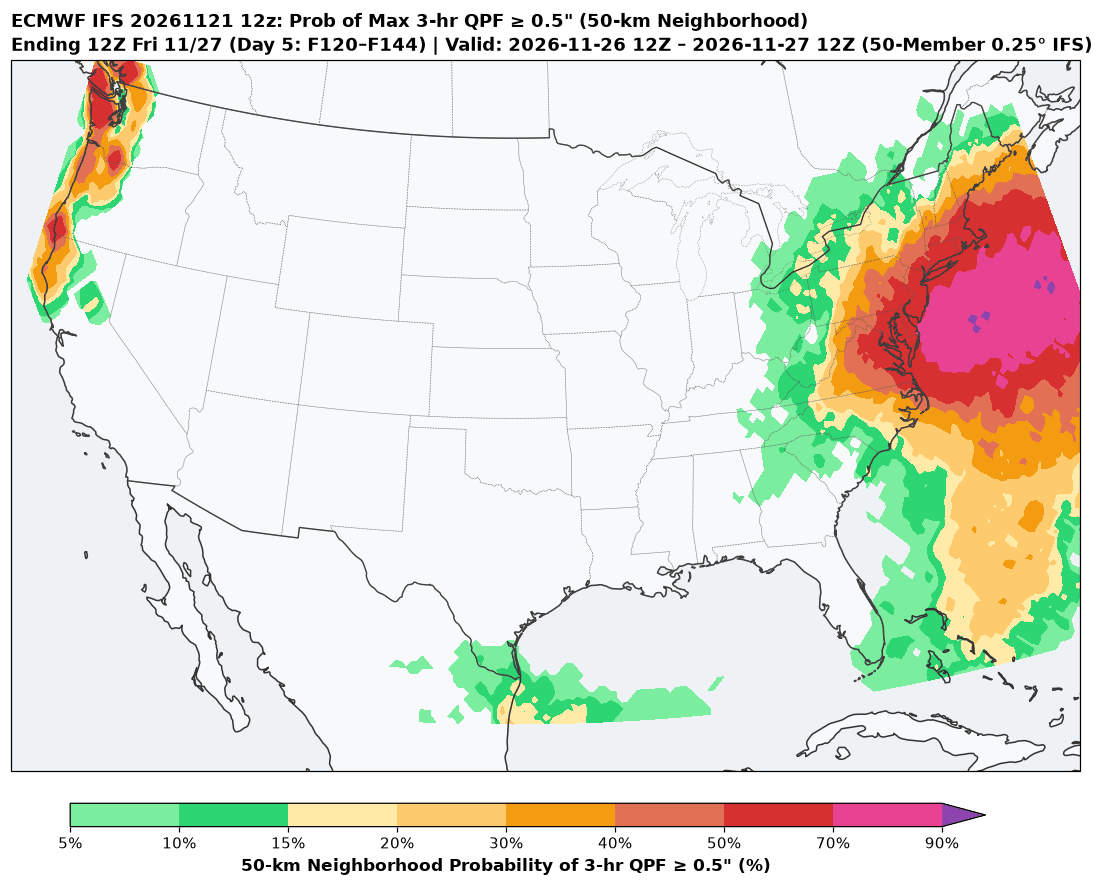 ECMWF IFS 20261121 12z: Prob of Max 3-hr QPF ≥ 0.5" (50-km Neighborhood)
Ending 12Z Fri 11/27 (Day 5: F120–F144) | Valid: 2026-11-26 12Z – 2026-11-27 12Z (50-Member 0.25° IFS)
5% 10% 15% 20% 30% 40% 50% 70% 90%
50-km Neighborhood Probability of 3-hr QPF ≥ 0.5" (%)